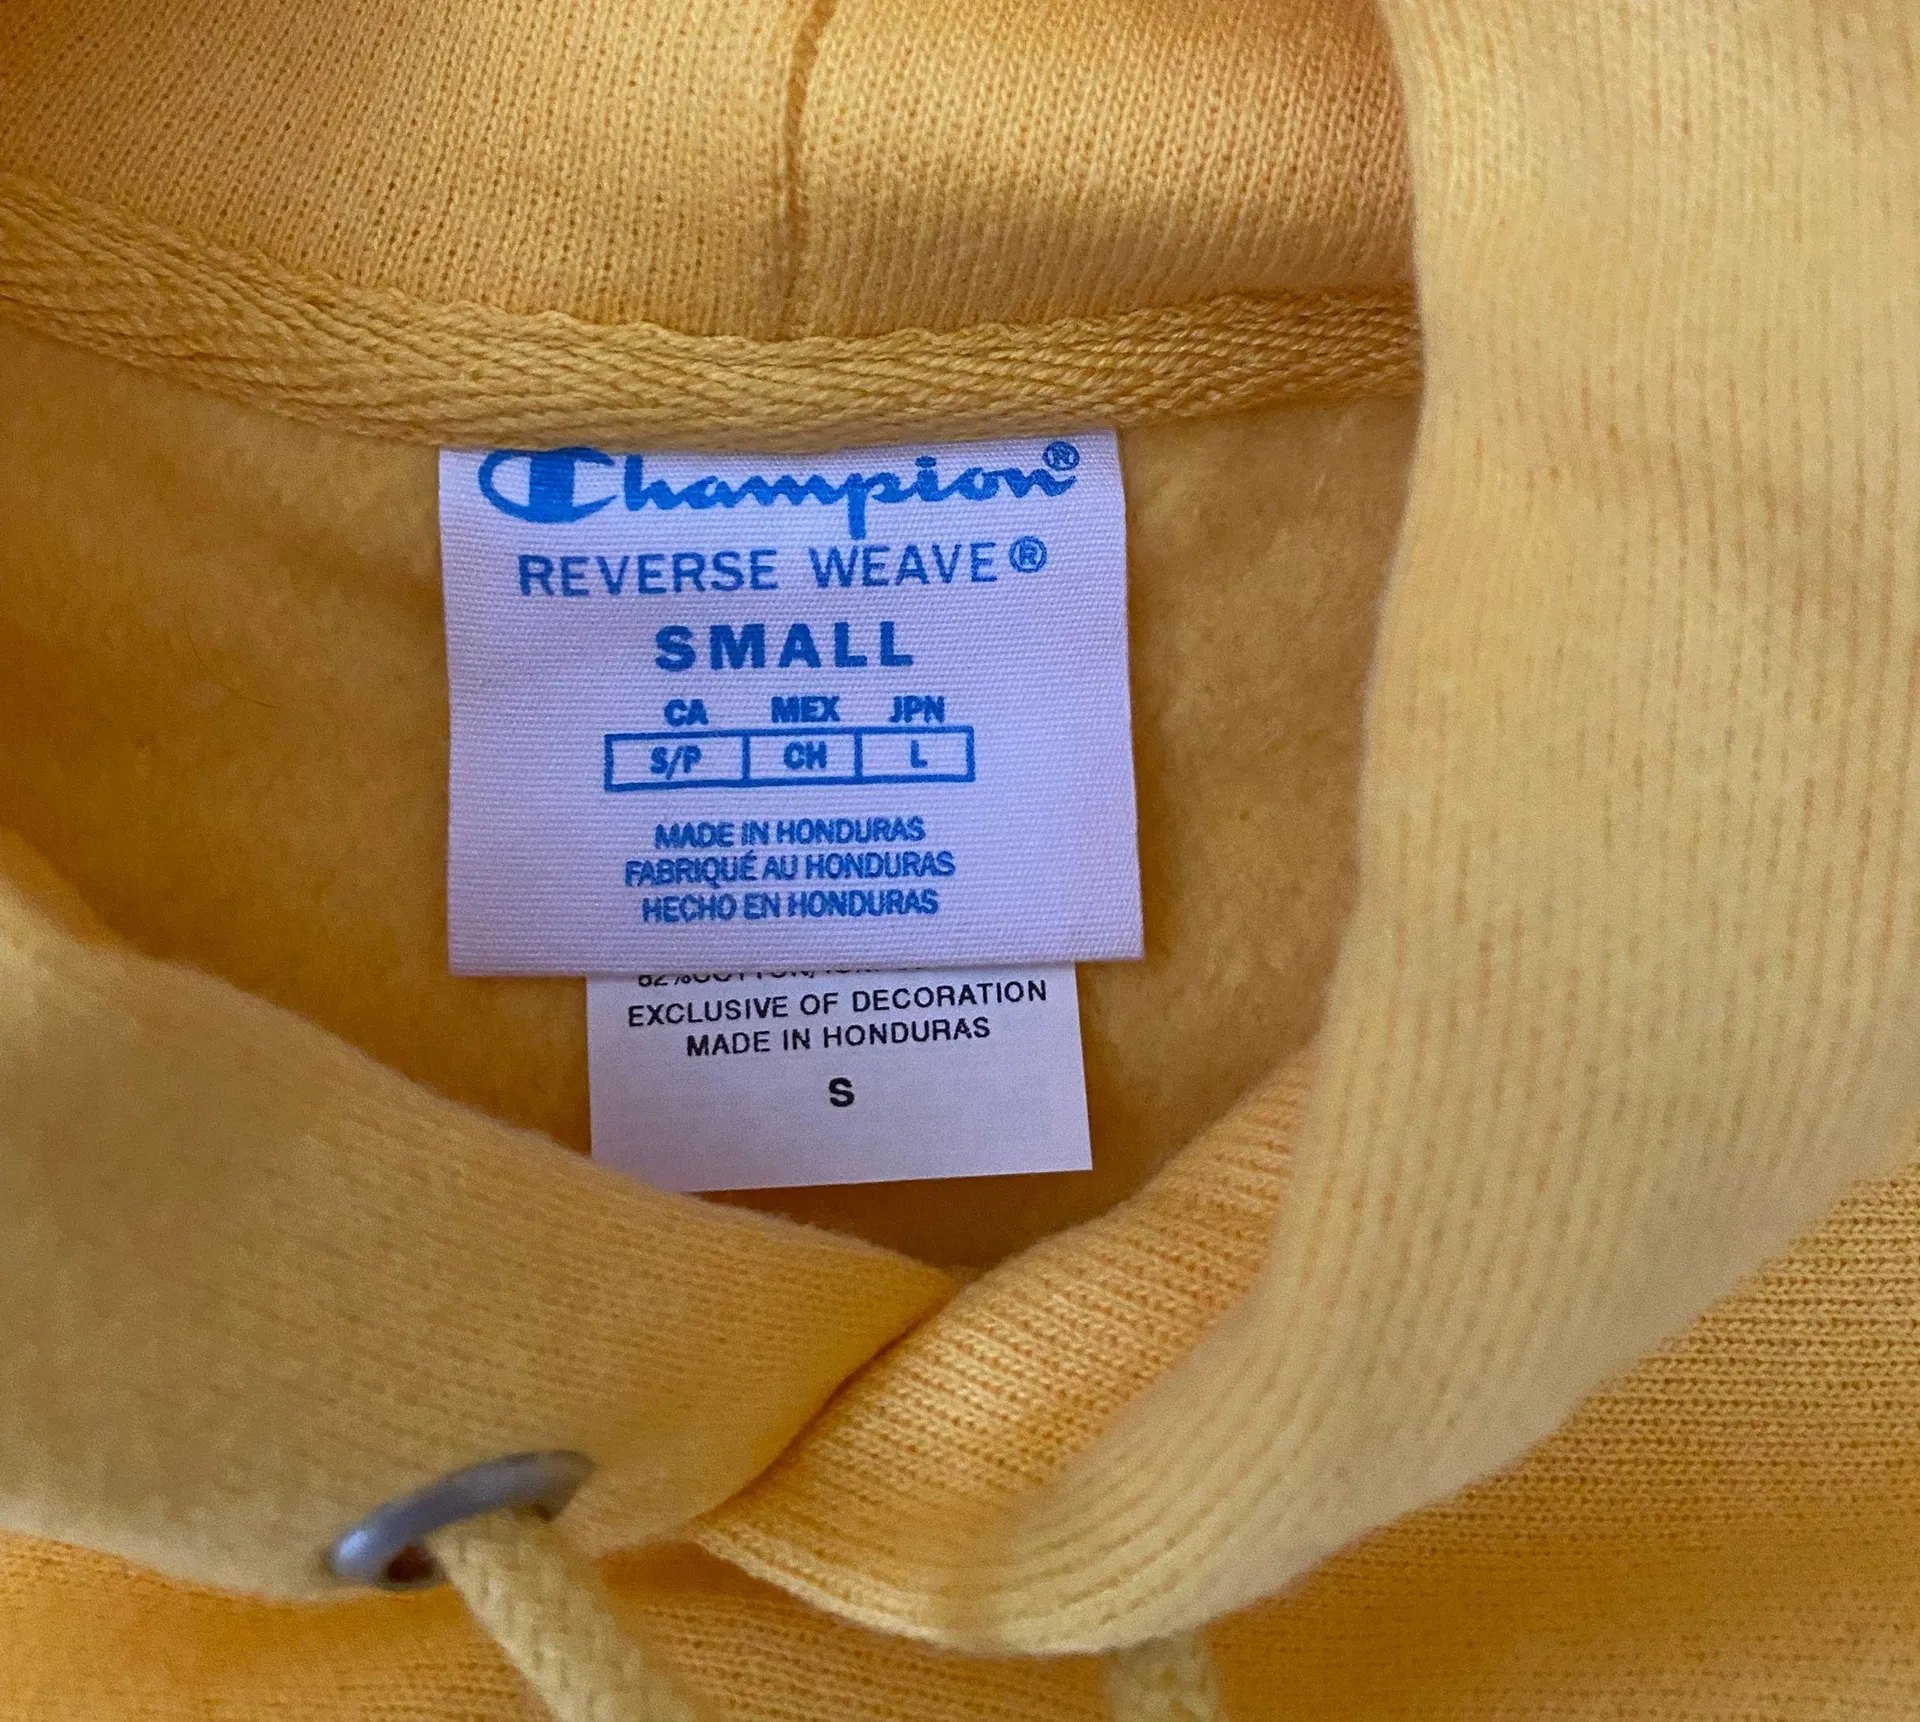 Champion®
REVERSE WEAVE®
SMALL
CA MEX JPN
S/P CH L
MADE IN HONDURAS
FABRIQUÉ AU HONDURAS
HECHO EN HONDURAS
EXCLUSIVE OF DECORATION
MADE IN HONDURAS
S